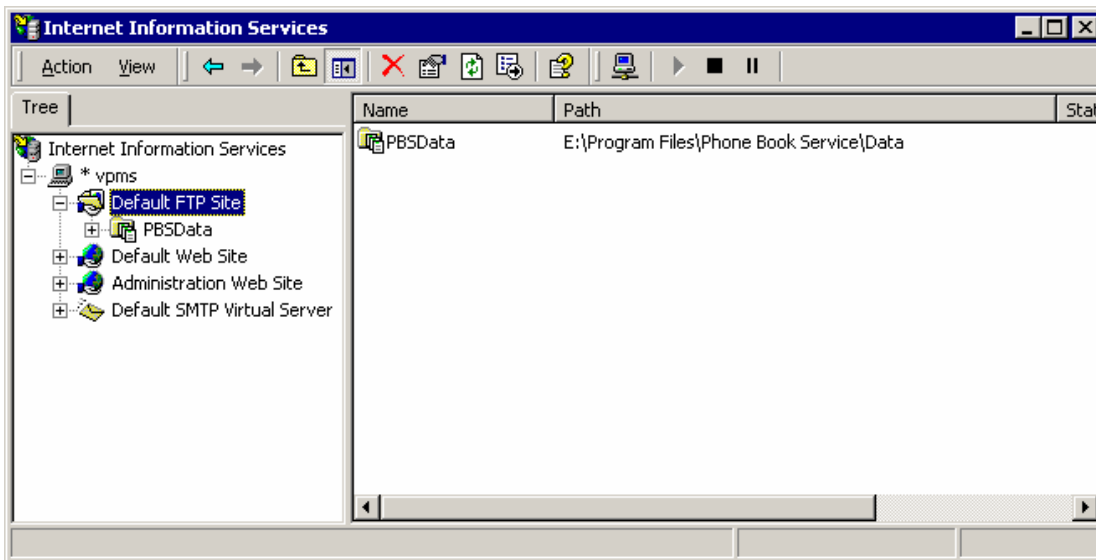 Internet Information Services
Action View
Tree
Name Path Stat
Internet Information Services
* vpms
Default FTP Site
PBSData
Default Web Site
Administration Web Site
Default SMTP Virtual Server
PBSData E:\Program Files\Phone Book Service\Data